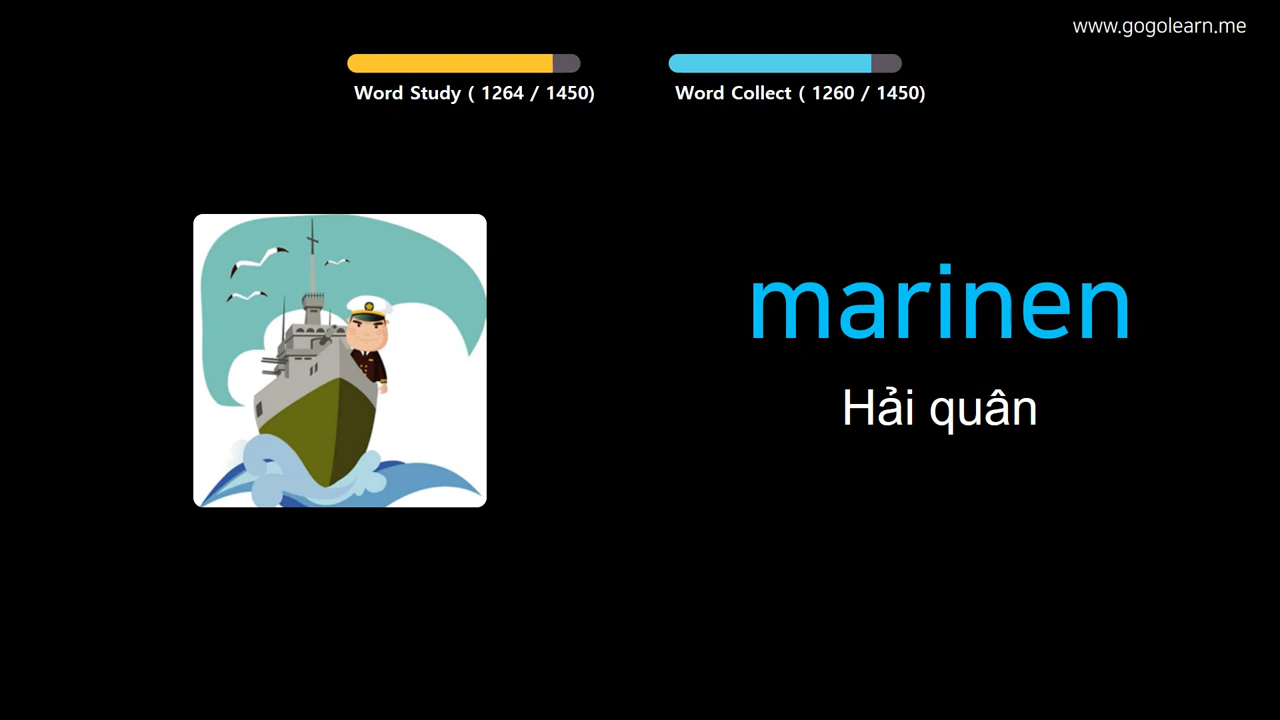 www.gogolearn.me
Word Study ( 1264 / 1450)
Word Collect ( 1260 / 1450)
marinen
Hải quân